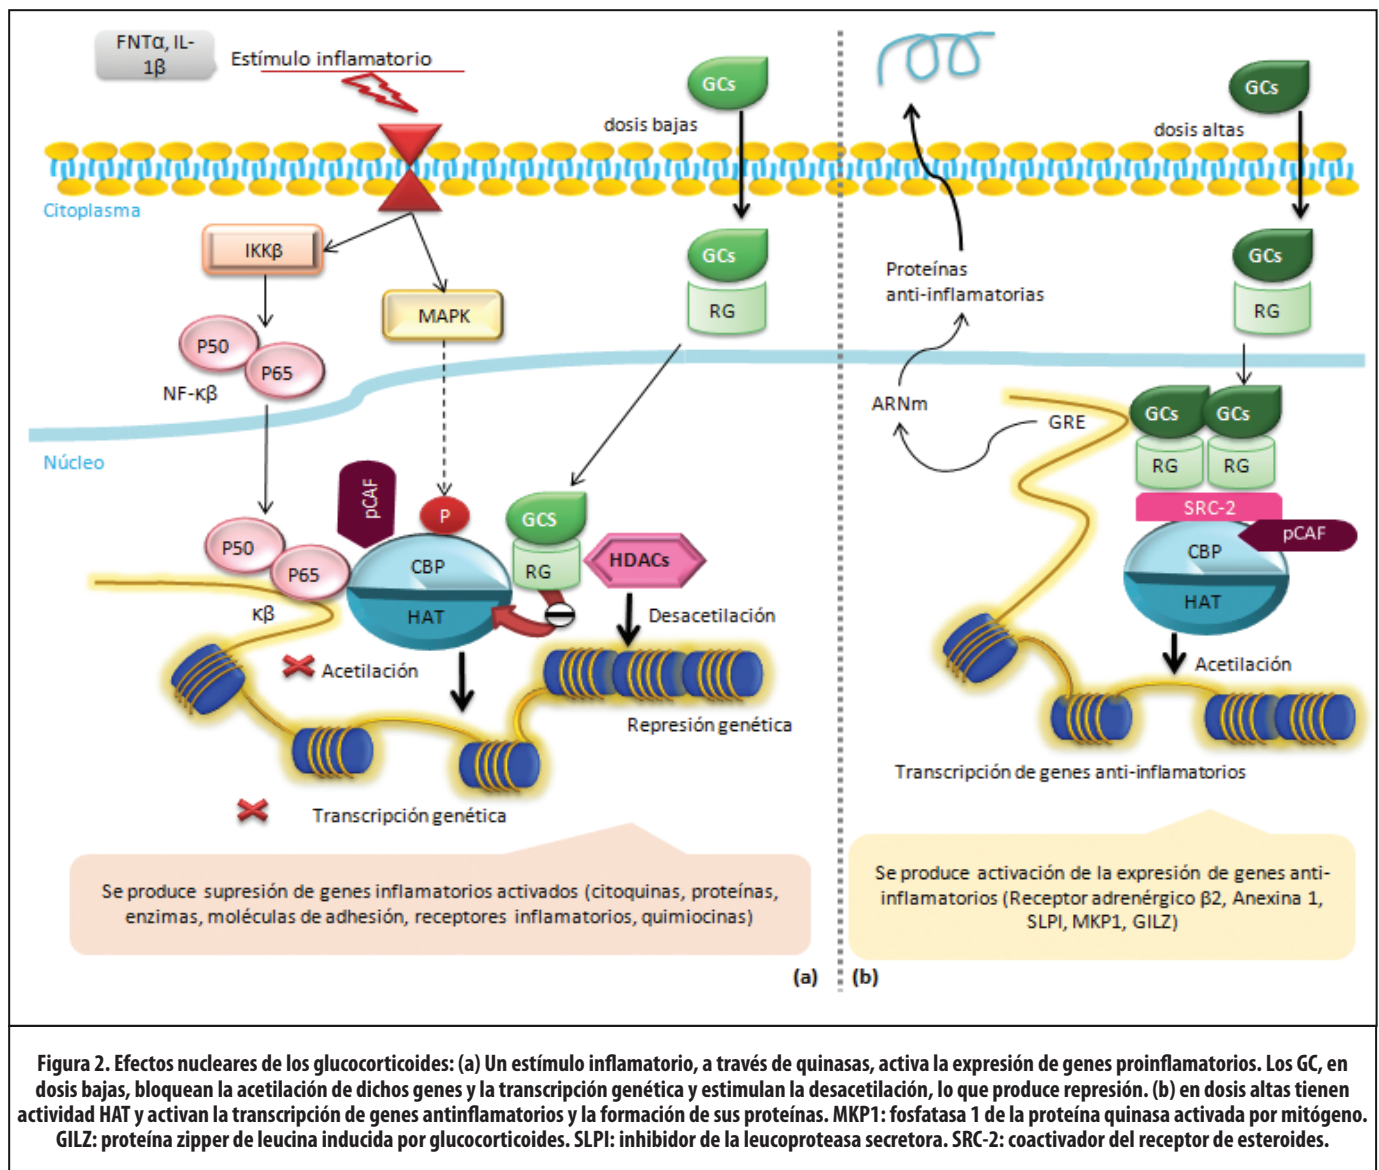 FNTα, IL-
1β
Estímulo inflamatorio
GCs
dosis bajas
GCs
dosis altas
Citoplasma
IKKβ
MAPK
P50
P65
NF-κβ
GCs
RG
Proteínas
anti-inflamatorias
GCs
RG
ARNm
GRE
Núcleo
pCAF
P
P50
P65
κβ
CBP
HAT
GCS
RG
HDACs
Desacetilación
Acetilación
Represión genética
Transcripción genética
GCs
GCs
RG
RG
SRC-2
pCAF
CBP
HAT
Acetilación
Transcripción de genes anti-inflamatorios
Se produce supresión de genes inflamatorios activados (citoquinas, proteínas,
enzimas, moléculas de adhesión, receptores inflamatorios, quimiocinas)
Se produce activación de la expresión de genes anti-
inflamatorios (Receptor adrenérgico β2, Anexina 1,
SLPI, MKP1, GILZ)
(a)
(b)
Figura 2. Efectos nucleares de los glucocorticoides: (a) Un estímulo inflamatorio, a través de quinasas, activa la expresión de genes proinflamatorios. Los GC, en
dosis bajas, bloquean la acetilación de dichos genes y la transcripción genética y estimulan la desacetilación, lo que produce represión. (b) en dosis altas tienen
actividad HAT y activan la transcripción de genes antinflamatorios y la formación de sus proteínas. MKP1: fosfatasa 1 de la proteína quinasa activada por mitógeno.
GILZ: proteína zipper de leucina inducida por glucocorticoides. SLPI: inhibidor de la leucoproteasa secretora. SRC-2: coactivador del receptor de esteroides.